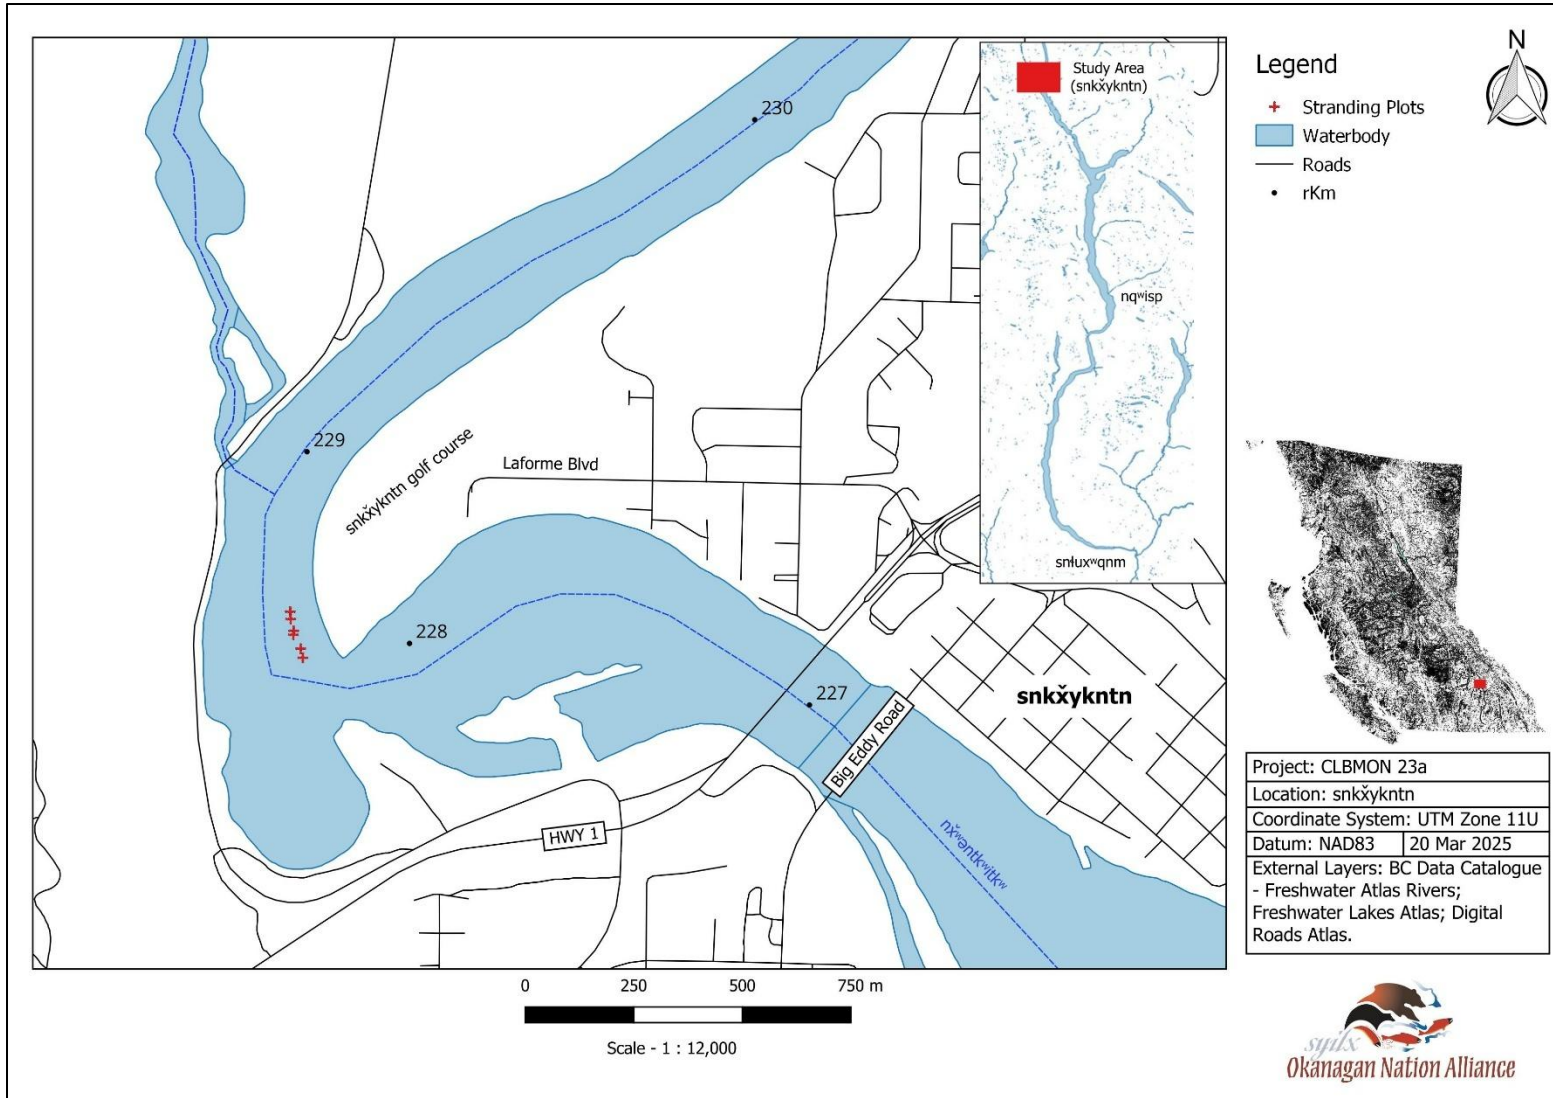 230
229
228
227
snkx̌ykntn golf course
Laforme Blvd
snkx̌ykntn
Big Eddy Road
HWY 1
nx̌ʷəntkʷitkʷ
Study Area
(snkx̌ykntn)
nqʷisp
snɬuxʷqnm
Legend
Stranding Plots
Waterbody
Roads
rKm
N
Project: CLBMON 23a
Location: snkx̌ykntn
Coordinate System: UTM Zone 11U
Datum: NAD83 20 Mar 2025
External Layers: BC Data Catalogue
- Freshwater Atlas Rivers;
Freshwater Lakes Atlas; Digital
Roads Atlas.
0 250 500 750 m
Scale - 1 : 12,000
syilx
Okanagan Nation Alliance